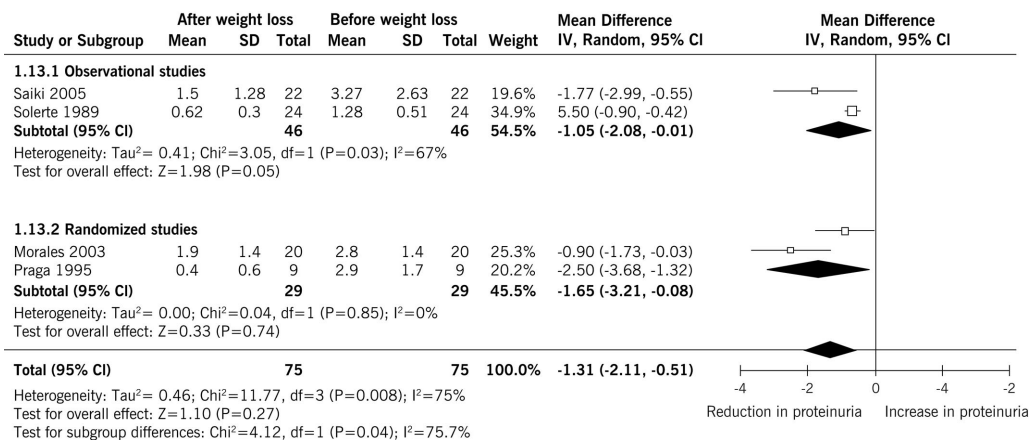 After weight loss Before weight loss Mean Difference Mean Difference
Study or Subgroup Mean SD Total Mean SD Total Weight IV, Random, 95% CI IV, Random, 95% CI
1.13.1 Observational studies
Saiki 2005 1.5 1.28 22 3.27 2.63 22 19.6% -1.77 (-2.99, -0.55)
Solerte 1989 0.62 0.3 24 1.28 0.51 24 34.9% 5.50 (-0.90, -0.42)
Subtotal (95% CI) 46 46 54.5% -1.05 (-2.08, -0.01)
Heterogeneity: Tau²= 0.41; Chi²=3.05, df=1 (P=0.03); I²=67%
Test for overall effect: Z=1.98 (P=0.05)
1.13.2 Randomized studies
Morales 2003 1.9 1.4 20 2.8 1.4 20 25.3% -0.90 (-1.73, -0.03)
Praga 1995 0.4 0.6 9 2.9 1.7 9 20.2% -2.50 (-3.68, -1.32)
Subtotal (95% CI) 29 29 45.5% -1.65 (-3.21, -0.08)
Heterogeneity: Tau²= 0.00; Chi²=0.04, df=1 (P=0.85); I²=0%
Test for overall effect: Z=0.33 (P=0.74)
Total (95% CI) 75 75 100.0% -1.31 (-2.11, -0.51)
Heterogeneity: Tau²= 0.46; Chi²=11.77, df=3 (P=0.008); I²=75%
Test for overall effect: Z=1.10 (P=0.27)
Test for subgroup differences: Chi²=4.12, df=1 (P=0.04); I²=75.7%
-4 -2 0 -4 -2
Reduction in proteinuria Increase in proteinuria